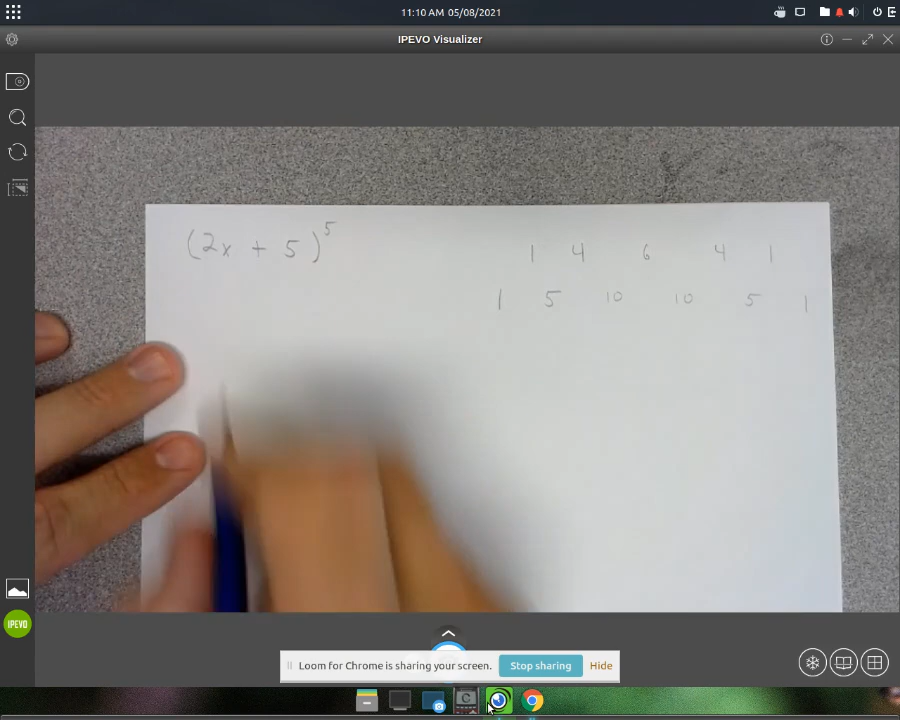 11:10 AM 05/08/2021
IPEVO Visualizer
(2x + 5)^5
1 4 6 4 1
1 5 10 10 5 1
IPEVO
Loom for Chrome is sharing your screen. Stop sharing Hide
C